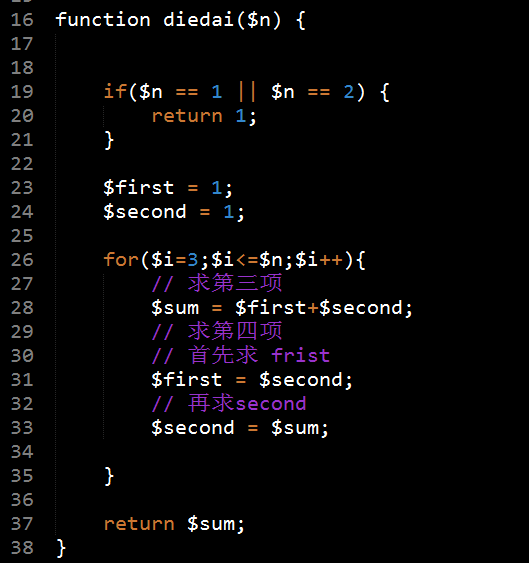 16 function diedai($n) {
17
18
19 if($n == 1 || $n == 2) {
20 return 1;
21 }
22
23 $first = 1;
24 $second = 1;
25
26 for($i=3;$i<=$n;$i++){
27 // 求第三项
28 $sum = $first+$second;
29 // 求第四项
30 // 首先求 frist
31 $first = $second;
32 // 再求second
33 $second = $sum;
34
35 }
36
37 return $sum;
38 }